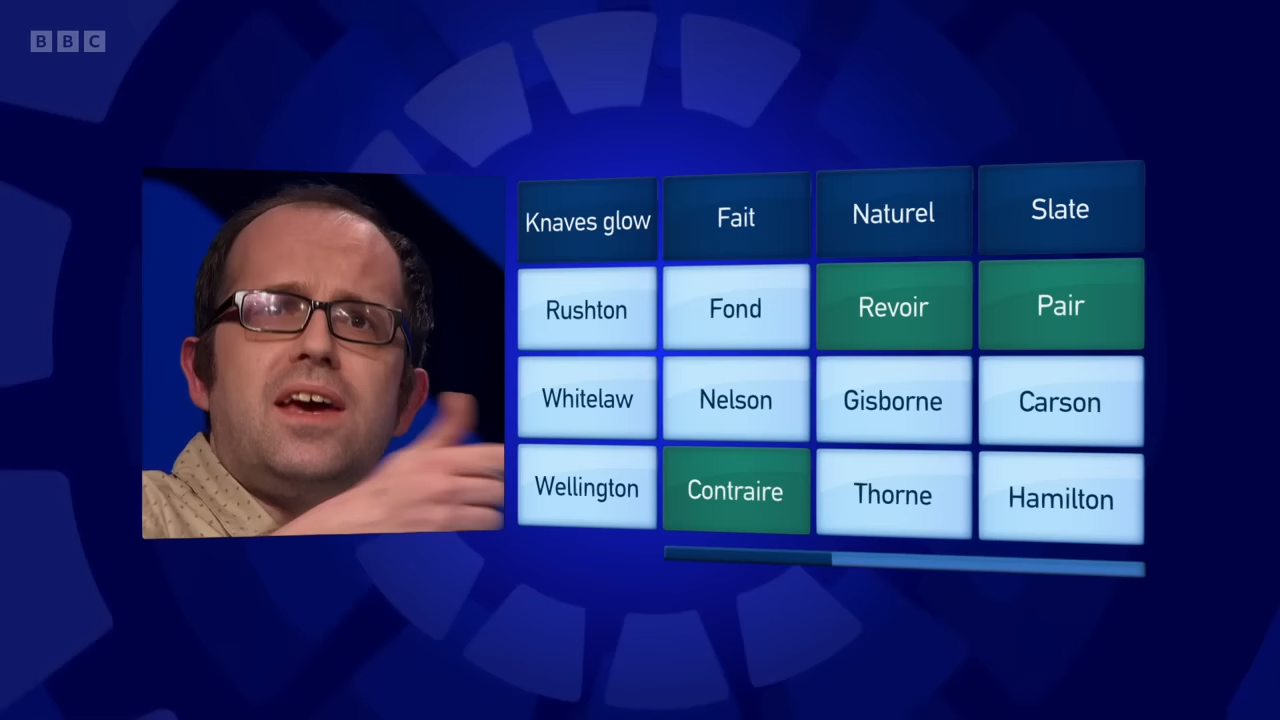 BBC
Knaves glow Fait Naturel Slate
Rushton Fond Revoir Pair
Whitelaw Nelson Gisborne Carson
Wellington Contraire Thorne Hamilton